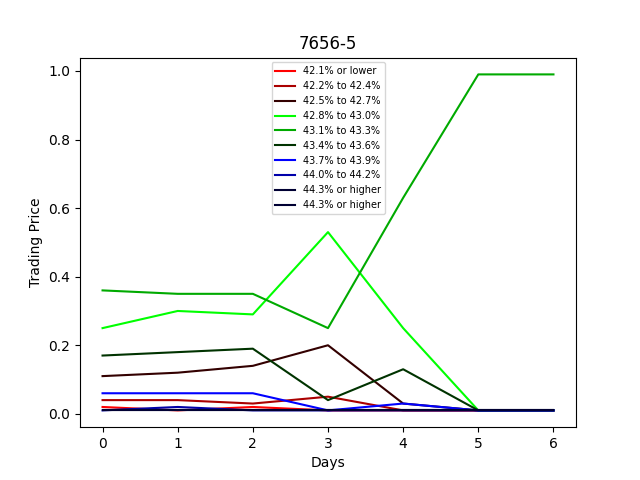 7656-5
1.0
0.8
0.6
0.4
0.2
0.0
Trading Price
42.1% or lower
42.2% to 42.4%
42.5% to 42.7%
42.8% to 43.0%
43.1% to 43.3%
43.4% to 43.6%
43.7% to 43.9%
44.0% to 44.2%
44.3% or higher
44.3% or higher
0 1 2 3 4 5 6
Days